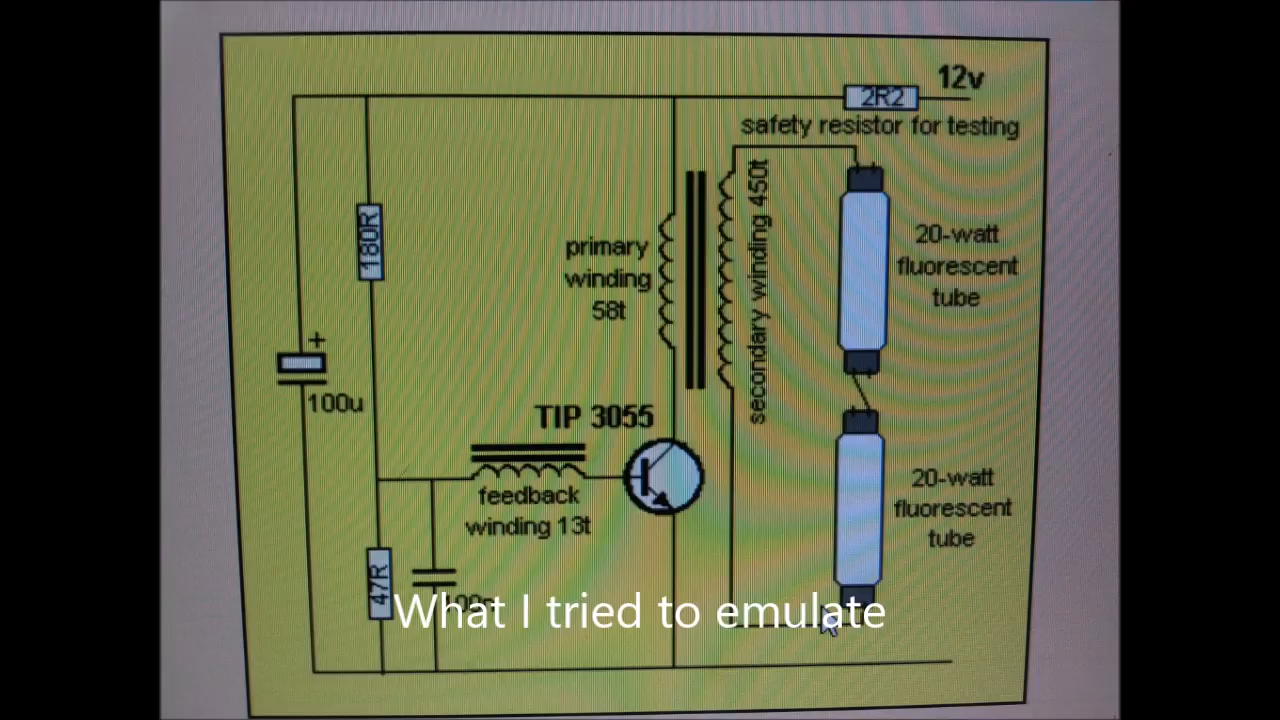 12v
2R2
safety resistor for testing
180R
primary
winding
58t
secondary winding 450t
20-watt
fluorescent
tube
+
100u
TIP 3055
feedback
winding 13t
20-watt
fluorescent
tube
47R
What I tried to emulate